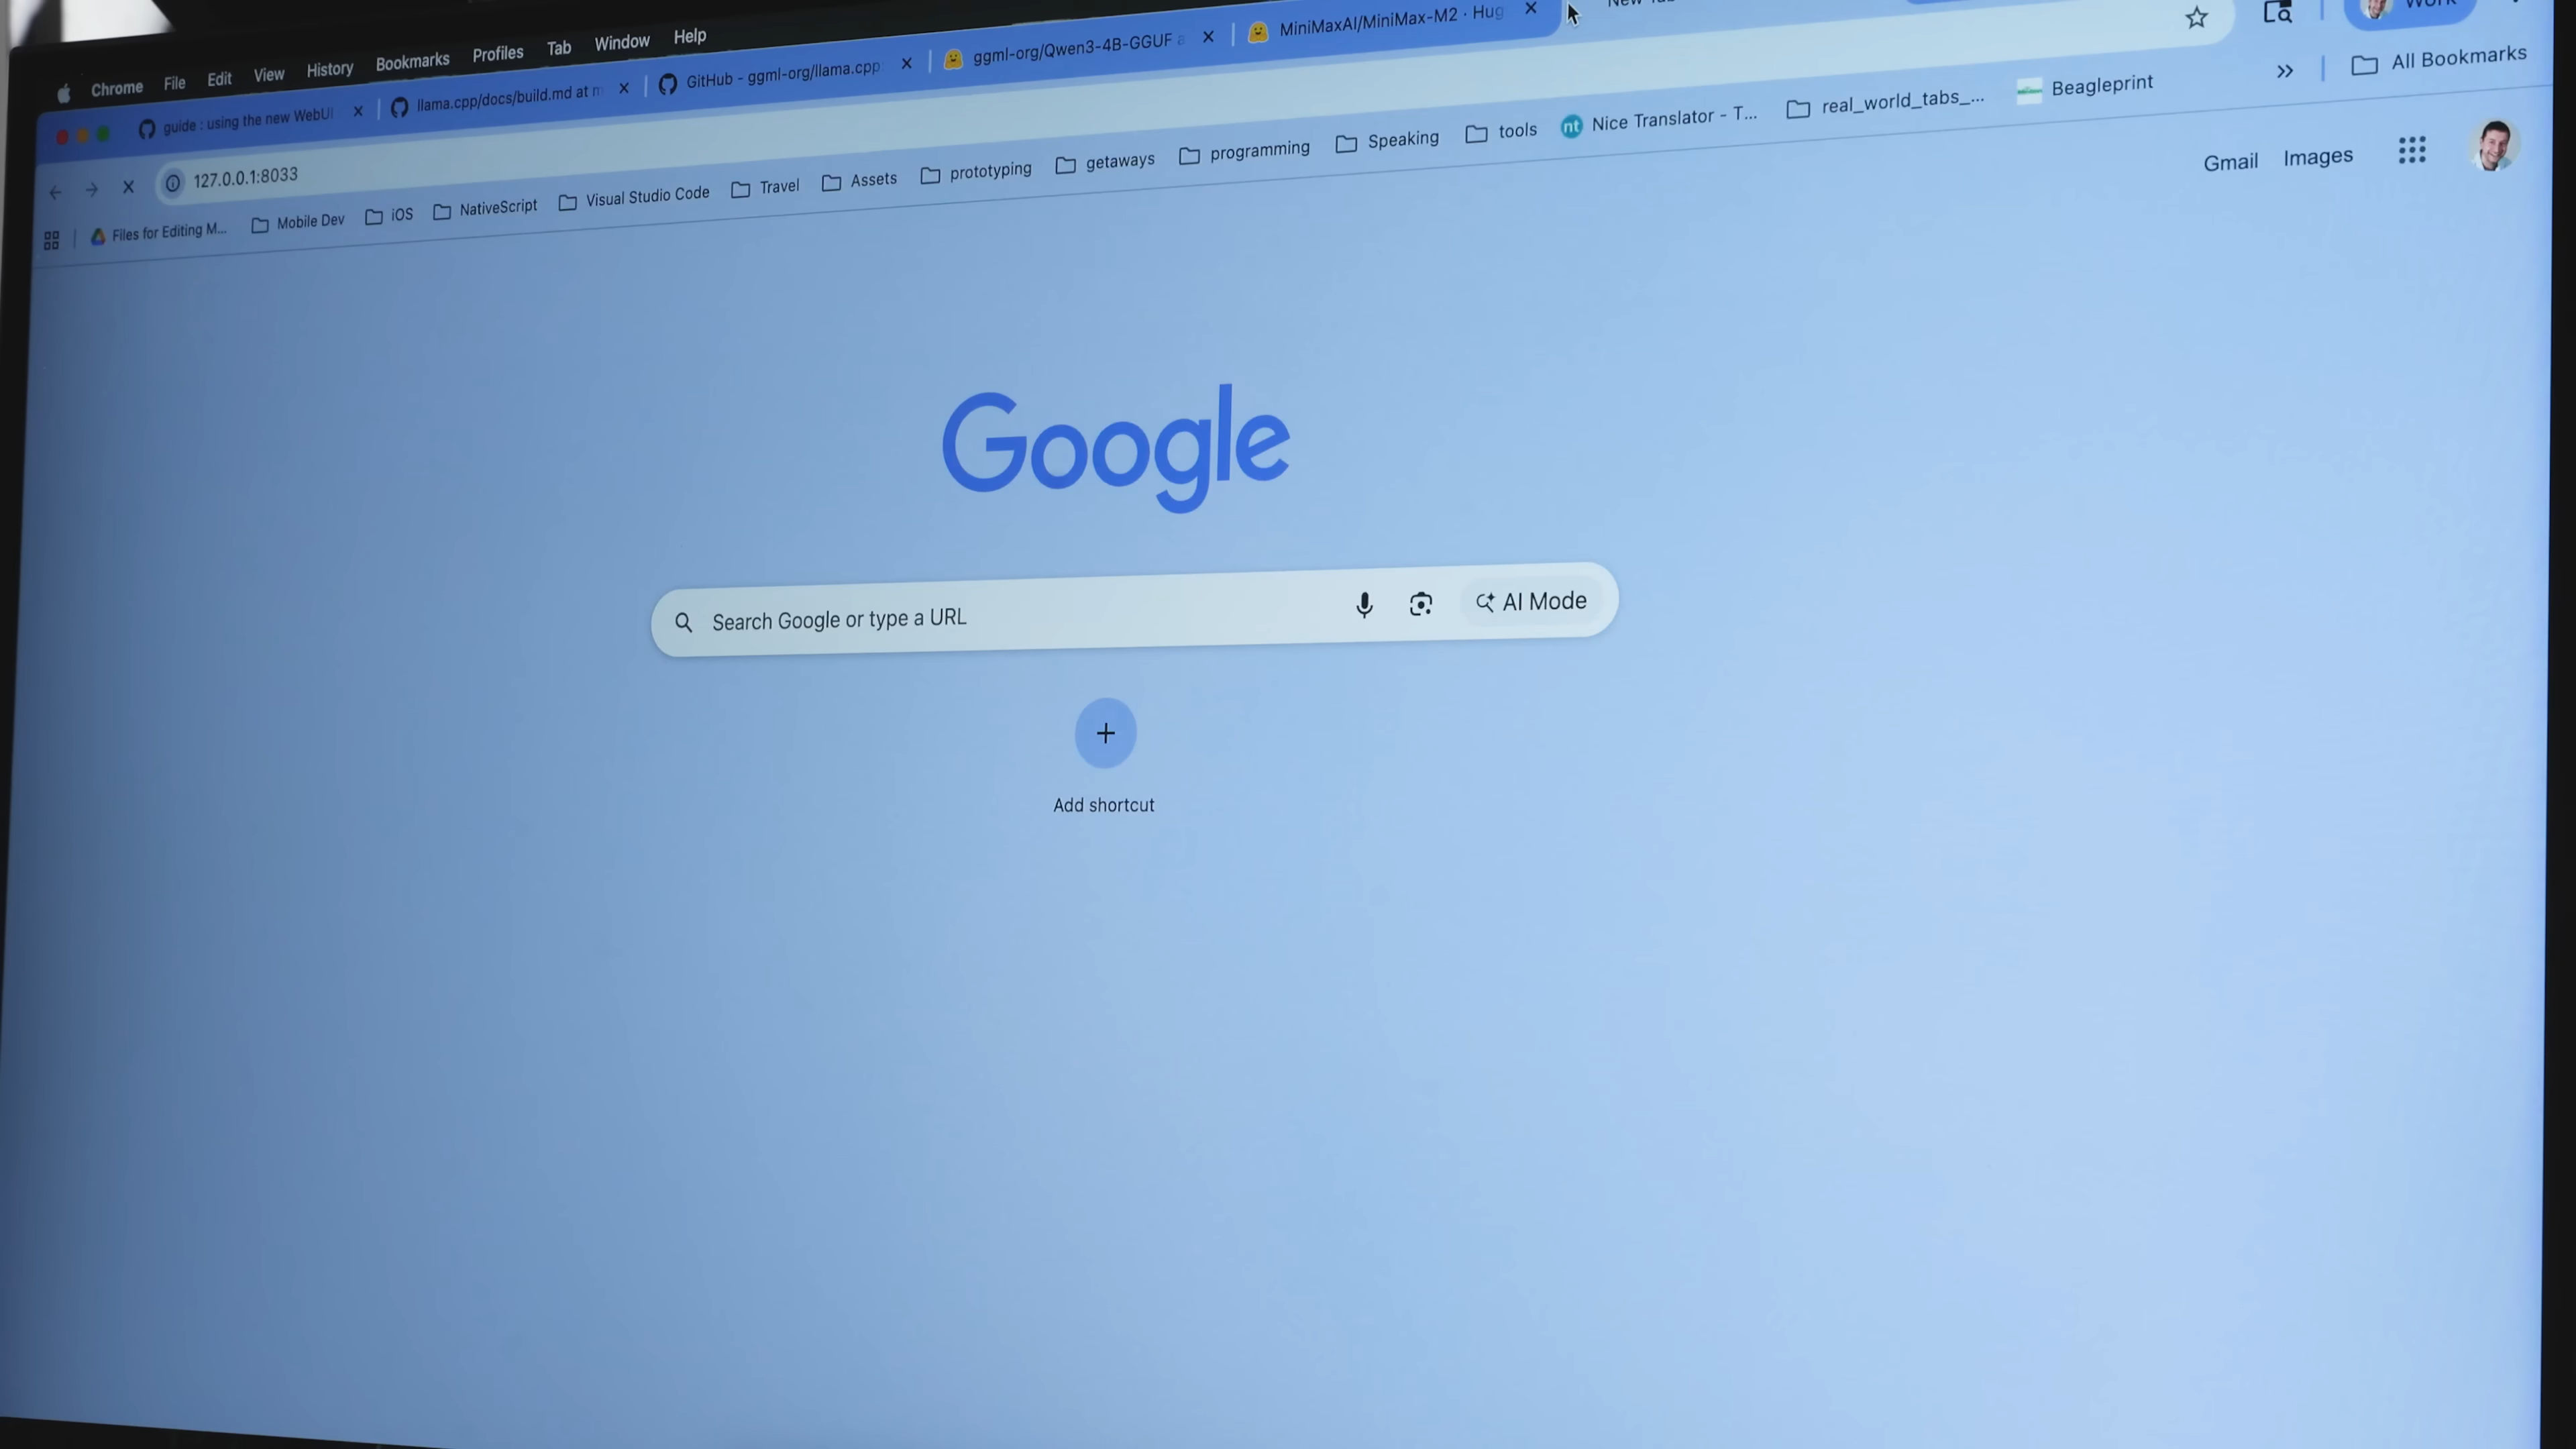 Chrome File Edit View History Bookmarks Profiles Tab Window Help
guide : using the new WebUI
llama.cpp/docs/build.md at m
GitHub - ggml-org/llama.cpp
ggml-org/Qwen3-4B-GGUF
MiniMaxAI/MiniMax-M2 · Hug
127.0.0.1:8033
Work
Files for Editing M...
Mobile Dev
iOS
NativeScript
Visual Studio Code
Travel
Assets
prototyping
getaways
programming
Speaking
tools
nt Nice Translator - T...
real_world_tabs_...
Beagleprint
All Bookmarks
Gmail Images
Google
Search Google or type a URL
AI Mode
Add shortcut